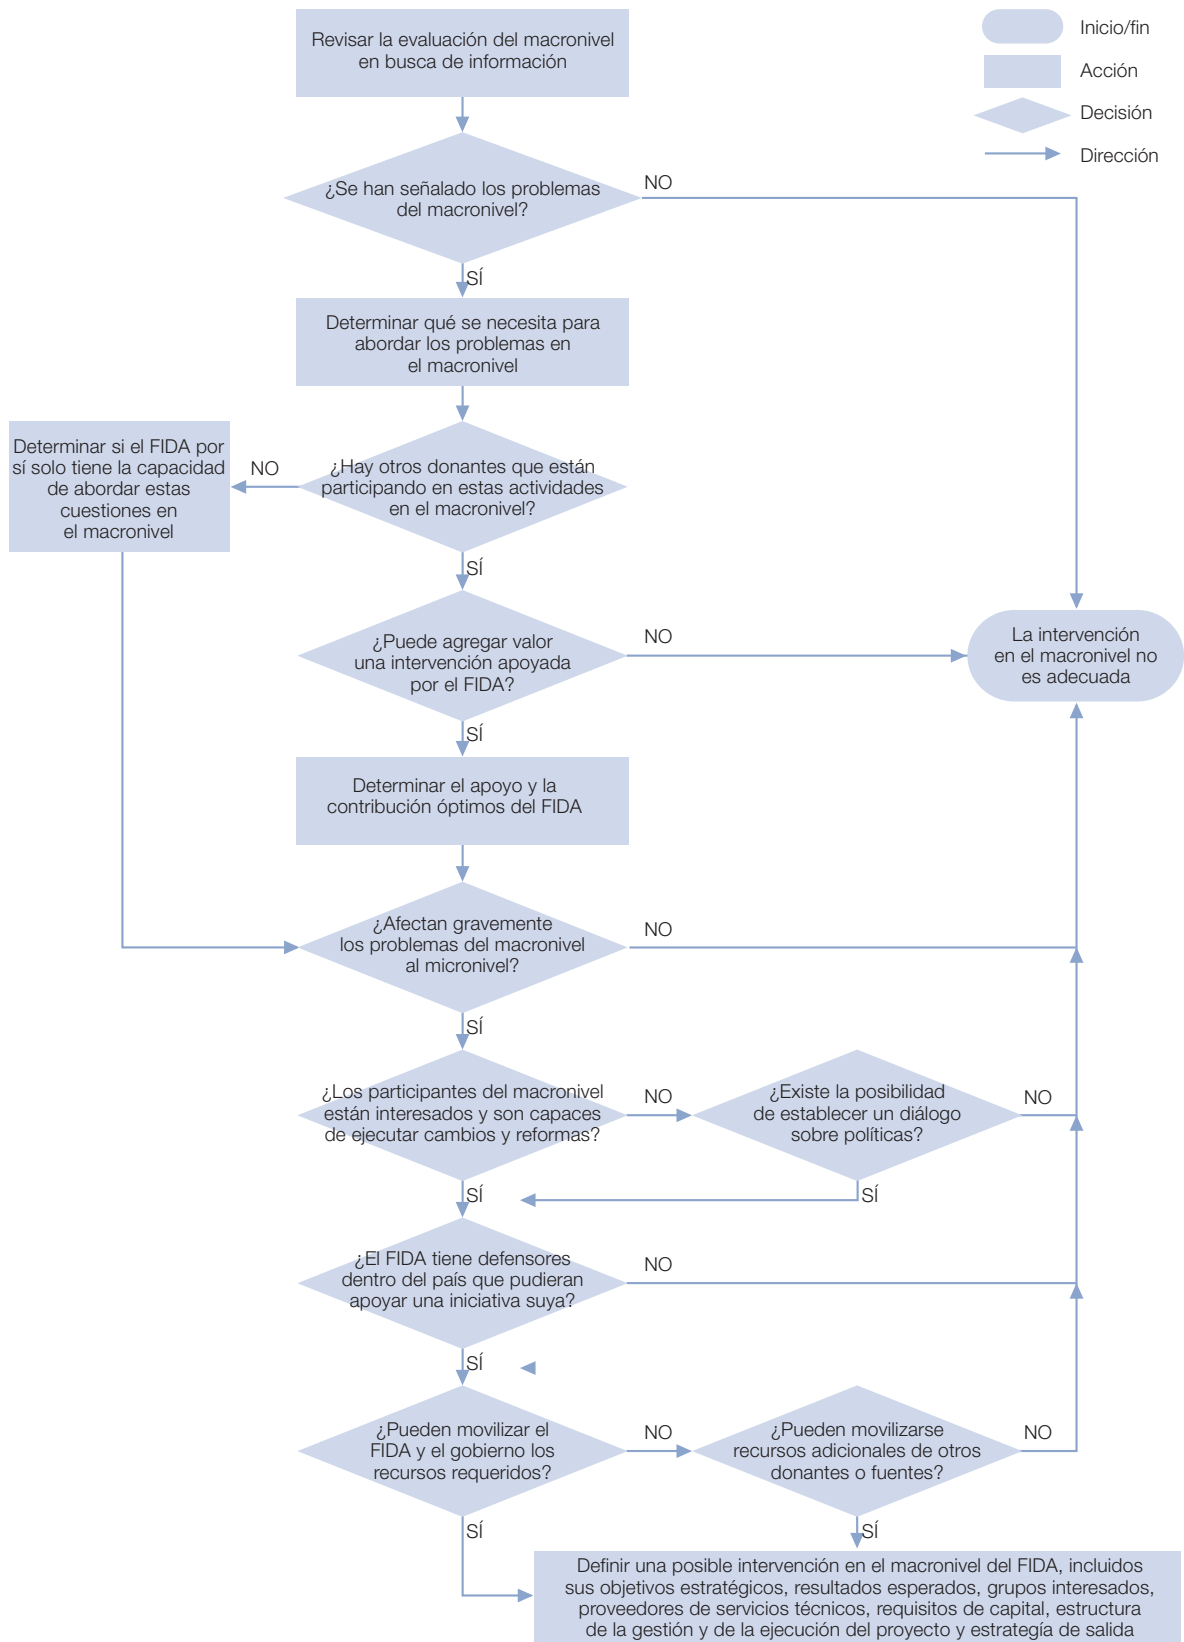 Revisar la evaluación del macronivel
en busca de información
Inicio/fin
Acción
Decisión
Dirección
¿Se han señalado los problemas
del macronivel?
NO
SÍ
Determinar qué se necesita para
abordar los problemas en
el macronivel
Determinar si el FIDA por
sí solo tiene la capacidad
de abordar estas
cuestiones en
el macronivel
NO
¿Hay otros donantes que están
participando en estas actividades
en el macronivel?
SÍ
¿Puede agregar valor
una intervención apoyada
por el FIDA?
NO
La intervención
en el macronivel no
es adecuada
SÍ
Determinar el apoyo y la
contribución óptimos del FIDA
¿Afectan gravemente
los problemas del macronivel
al micronivel?
NO
SÍ
¿Los participantes del macronivel
están interesados y son capaces
de ejecutar cambios y reformas?
NO
¿Existe la posibilidad
de establecer un diálogo
sobre políticas?
NO
SÍ
SÍ
¿El FIDA tiene defensores
dentro del país que pudieran
apoyar una iniciativa suya?
NO
SÍ
¿Pueden movilizar el
FIDA y el gobierno los
recursos requeridos?
NO
¿Pueden movilizarse
recursos adicionales de otros
donantes o fuentes?
NO
SÍ
SÍ
Definir una posible intervención en el macronivel del FIDA, incluidos
sus objetivos estratégicos, resultados esperados, grupos interesados,
proveedores de servicios técnicos, requisitos de capital, estructura
de la gestión y de la ejecución del proyecto y estrategía de salida